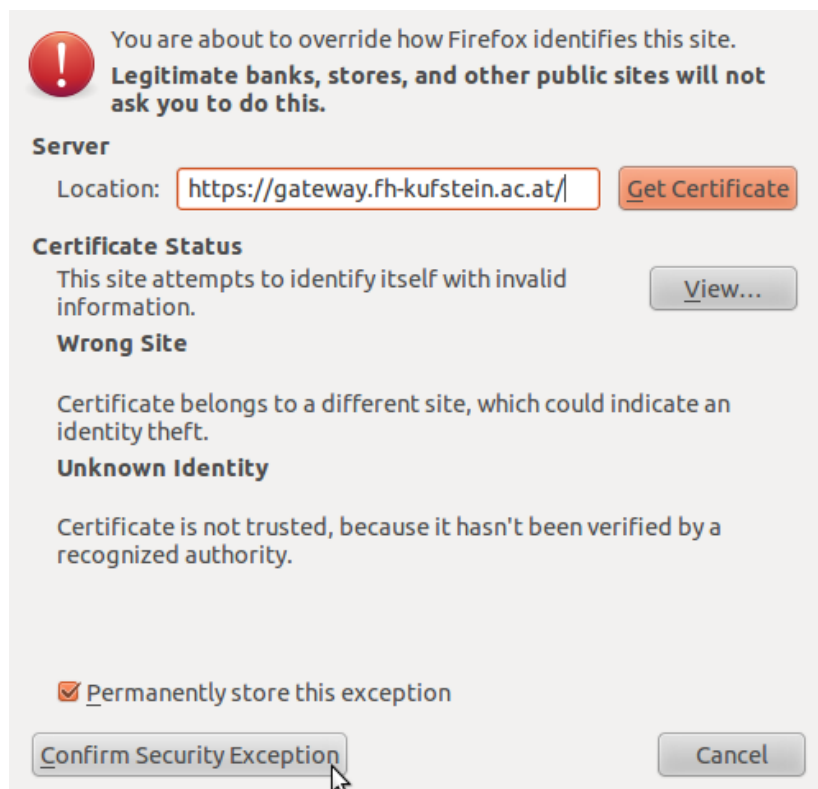 You are about to override how Firefox identifies this site.
Legitimate banks, stores, and other public sites will not
ask you to do this.
Server
Location: https://gateway.fh-kufstein.ac.at/ Get Certificate
Certificate Status
This site attempts to identify itself with invalid
information.
View...
Wrong Site
Certificate belongs to a different site, which could indicate an
identity theft.
Unknown Identity
Certificate is not trusted, because it hasn't been verified by a
recognized authority.
Permanently store this exception
Confirm Security Exception Cancel